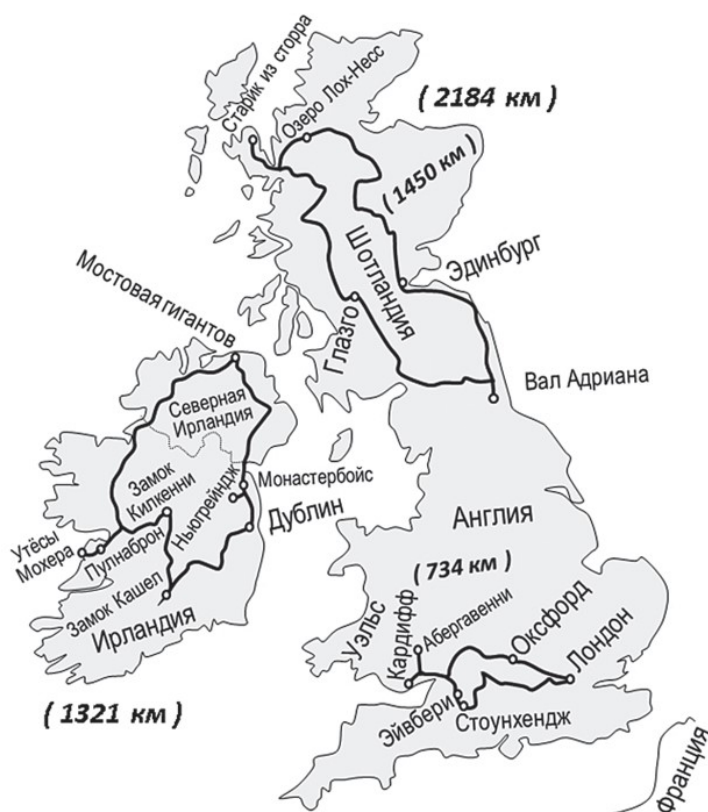 Старик из сторра
Озеро Лох-Несс
( 2184 км )
( 1450 км )
Шотландия
Эдинбург
Глазго
Мостовая гигантов
Вал Адриана
Северная
Ирландия
Замок
Килкенни
Ньюгрейндж
Монастербойс
Дублин
Утёсы
Мохера
Пулнаброн
Замок Кашел
Ирландия
( 1321 км )
Англия
( 734 км )
Уэльс
Кардифф
Абергавенни
Оксфорд
Лондон
Эйвбери
Стоунхендж
Франция